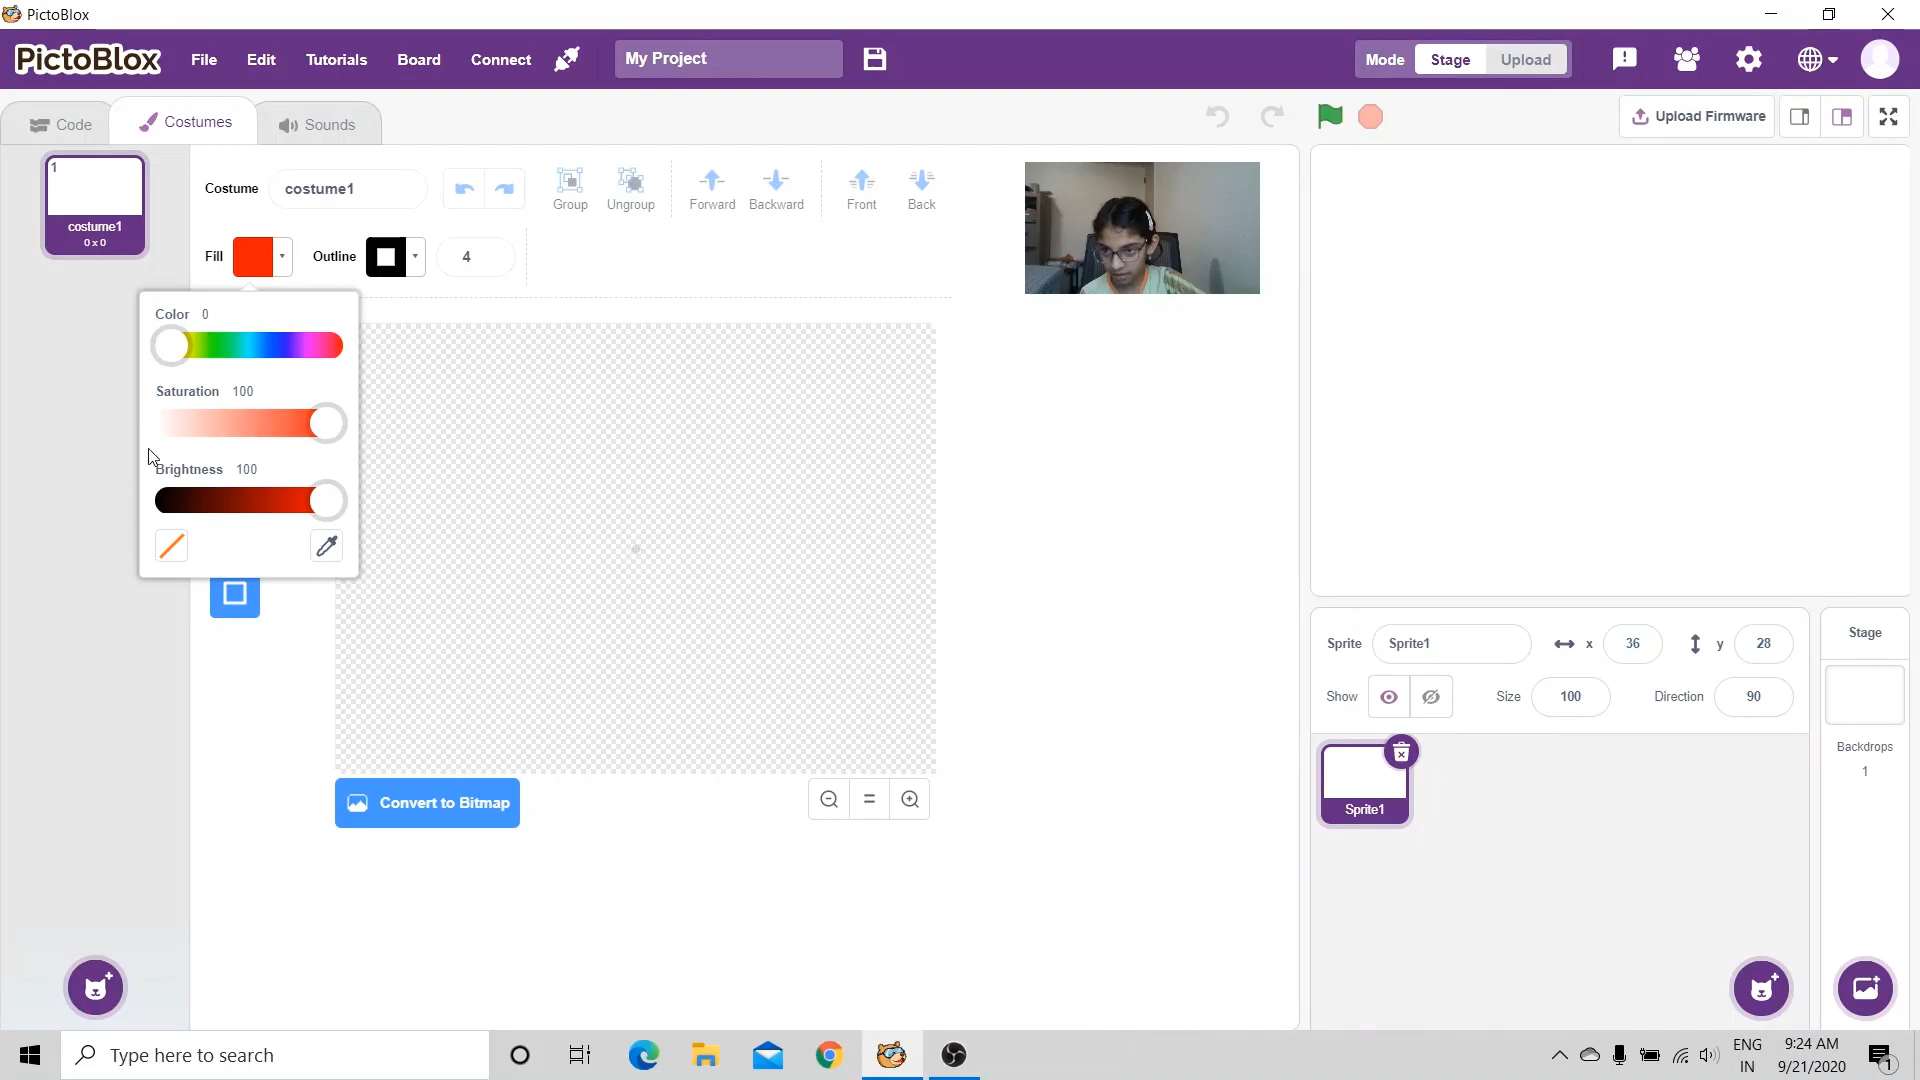 PictoBlox
PictoBlox File Edit Tutorials Board Connect My Project Mode Stage Upload
Code Costumes Sounds Upload Firmware
1
costume1
0 x 0
Costume costume1 Group Ungroup Forward Backward Front Back
Fill Outline 4
Color 0
Saturation 100
Brightness 100
Convert to Bitmap
Sprite Sprite1 x 36 y 28
Show Size 100 Direction 90
Sprite1
Stage
Backdrops
1
Type here to search
ENG
IN
9:24 AM
9/21/2020
1